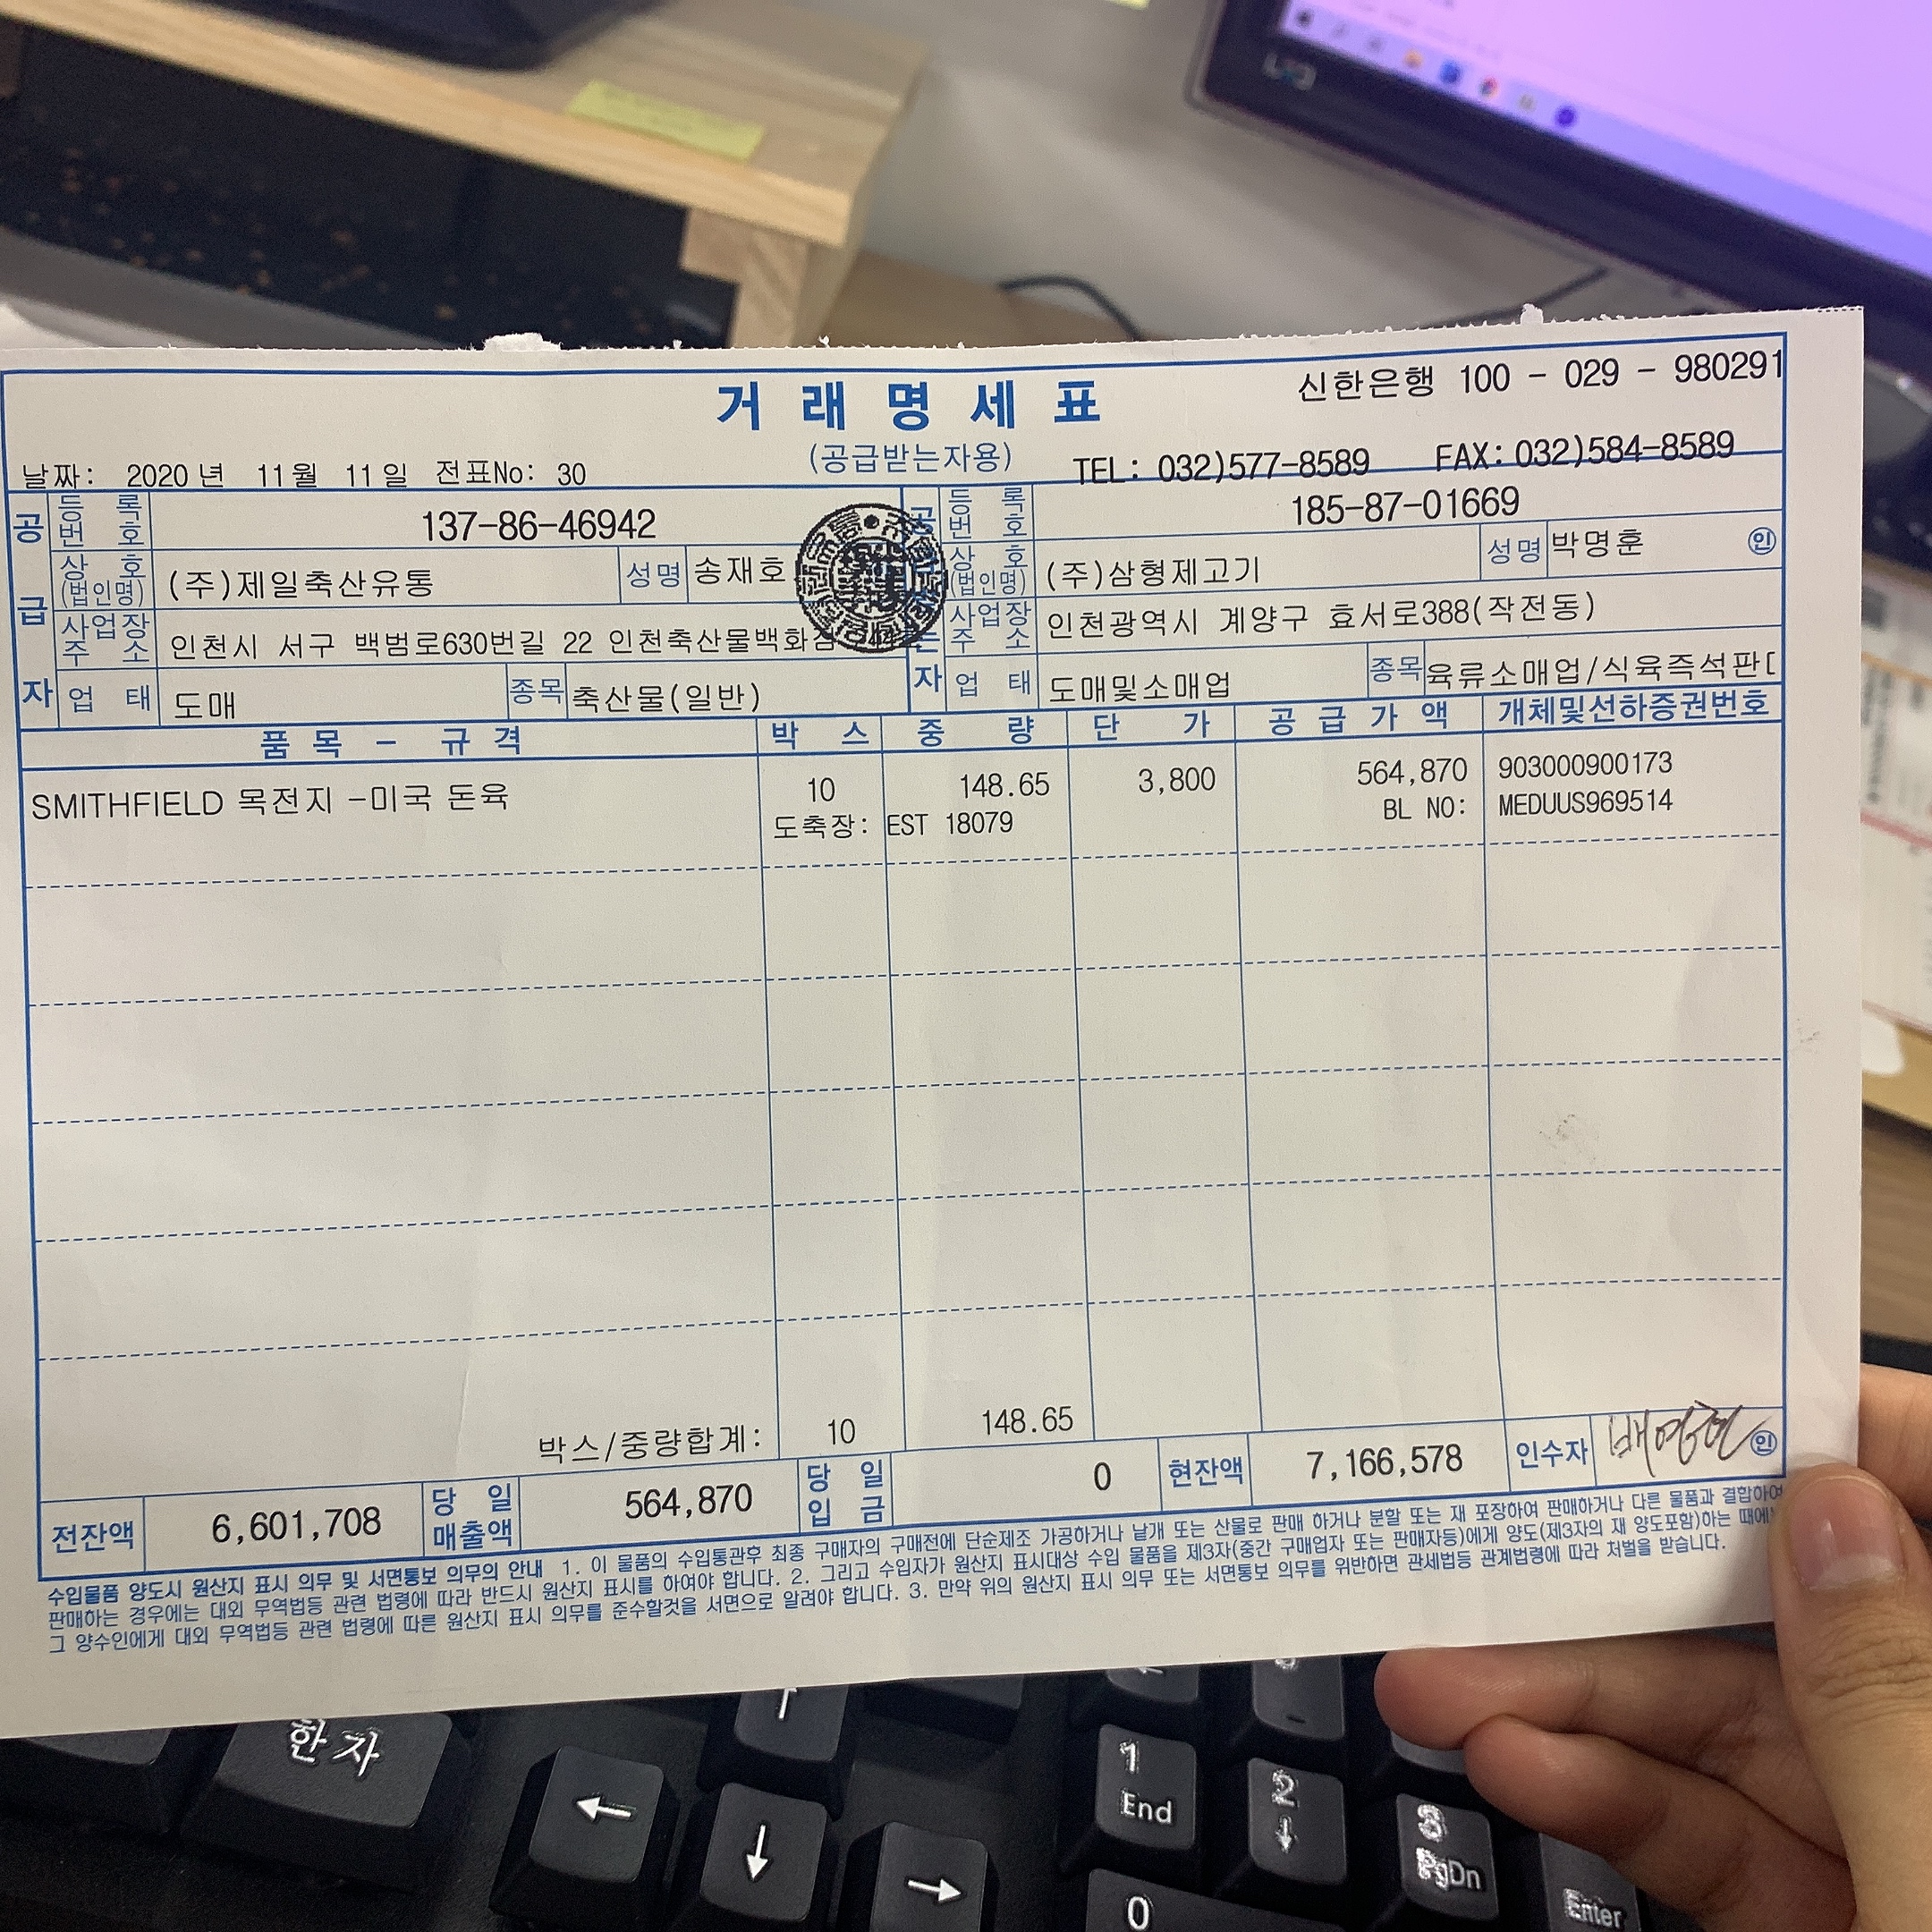 거래명세표
신한은행 100 - 029 - 980291
(공급받는자용)
날짜: 2020년 11월 11일 전표No: 30
TEL: 032)577-8589 FAX: 032)584-8589
공급자
등록번호 137-86-46942
상호(법인명) (주)제일축산유통 성명 송재호
사업장주소 인천시 서구 백범로630번길 22 인천축산물백화점
업태 도매 종목 축산물(일반)
등록번호 185-87-01669
상호(법인명) (주)삼형제고기 성명 박명훈 인
사업장주소 인천광역시 계양구 효서로388(작전동)
자 업태 도매및소매업 종목 육류소매업/식육즉석판
품목 - 규격 박스 중량 단가 공급가액 개체및선하증권번호
SMITHFIELD 목전지 -미국 돈육 10 148.65 3,800 564,870 903000900173
도축장: EST 18079 BL NO: MEDUUS969514
박스/중량합계: 10 148.65
전잔액 6,601,708 당일매출액 564,870 당일입금 0 현잔액 7,166,578 인수자 인
수입물품 양도시 원산지 표시 의무 및 서면통보 의무의 안내 1. 이 물품의 수입통관후 최종 구매자의 구매전에 단순제조 가공하거나 낱개 또는 산물로 판매 하거나 분할 또는 재 포장하여 판매하거나 다른 물품과 결합하여
판매하는 경우에는 대외 무역법등 관련 법령에 따라 반드시 원산지 표시를 하여야 합니다. 2. 그리고 수입자가 원산지 표시대상 수입 물품을 제3자(중간 구매업자 또는 판매자등)에게 양도(제3자의 재 양도포함)하는 때에는
그 양수인에게 대외 무역법등 관련 법령에 따른 원산지 표시 의무를 준수할것을 서면으로 알려야 합니다. 3. 만약 위의 원산지 표시 의무 또는 서면통보 의무를 위반하면 관세법등 관계법령에 따라 처벌을 받습니다.
한자
1
End
2
3
PgDn
0
Enter